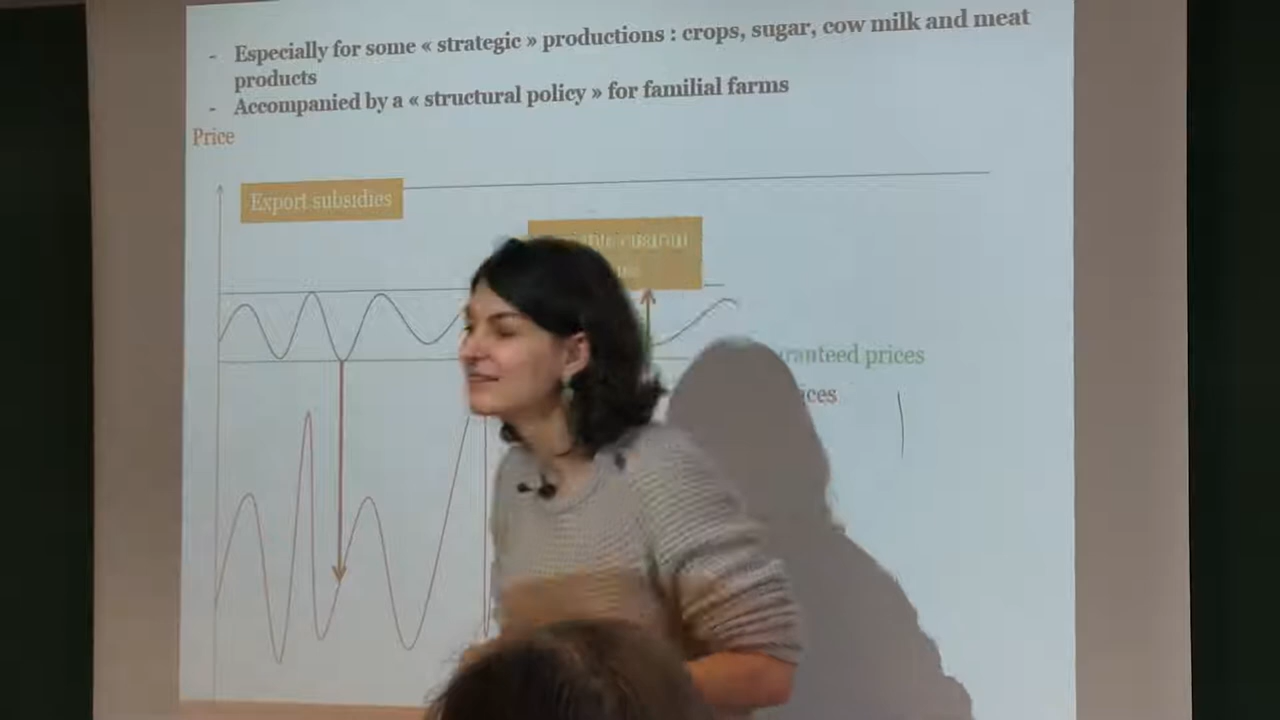 - Especially for some « strategic » productions : crops, sugar, cow milk and meat
products
- Accompanied by a « structural policy » for familial farms
Price
Export subsidies